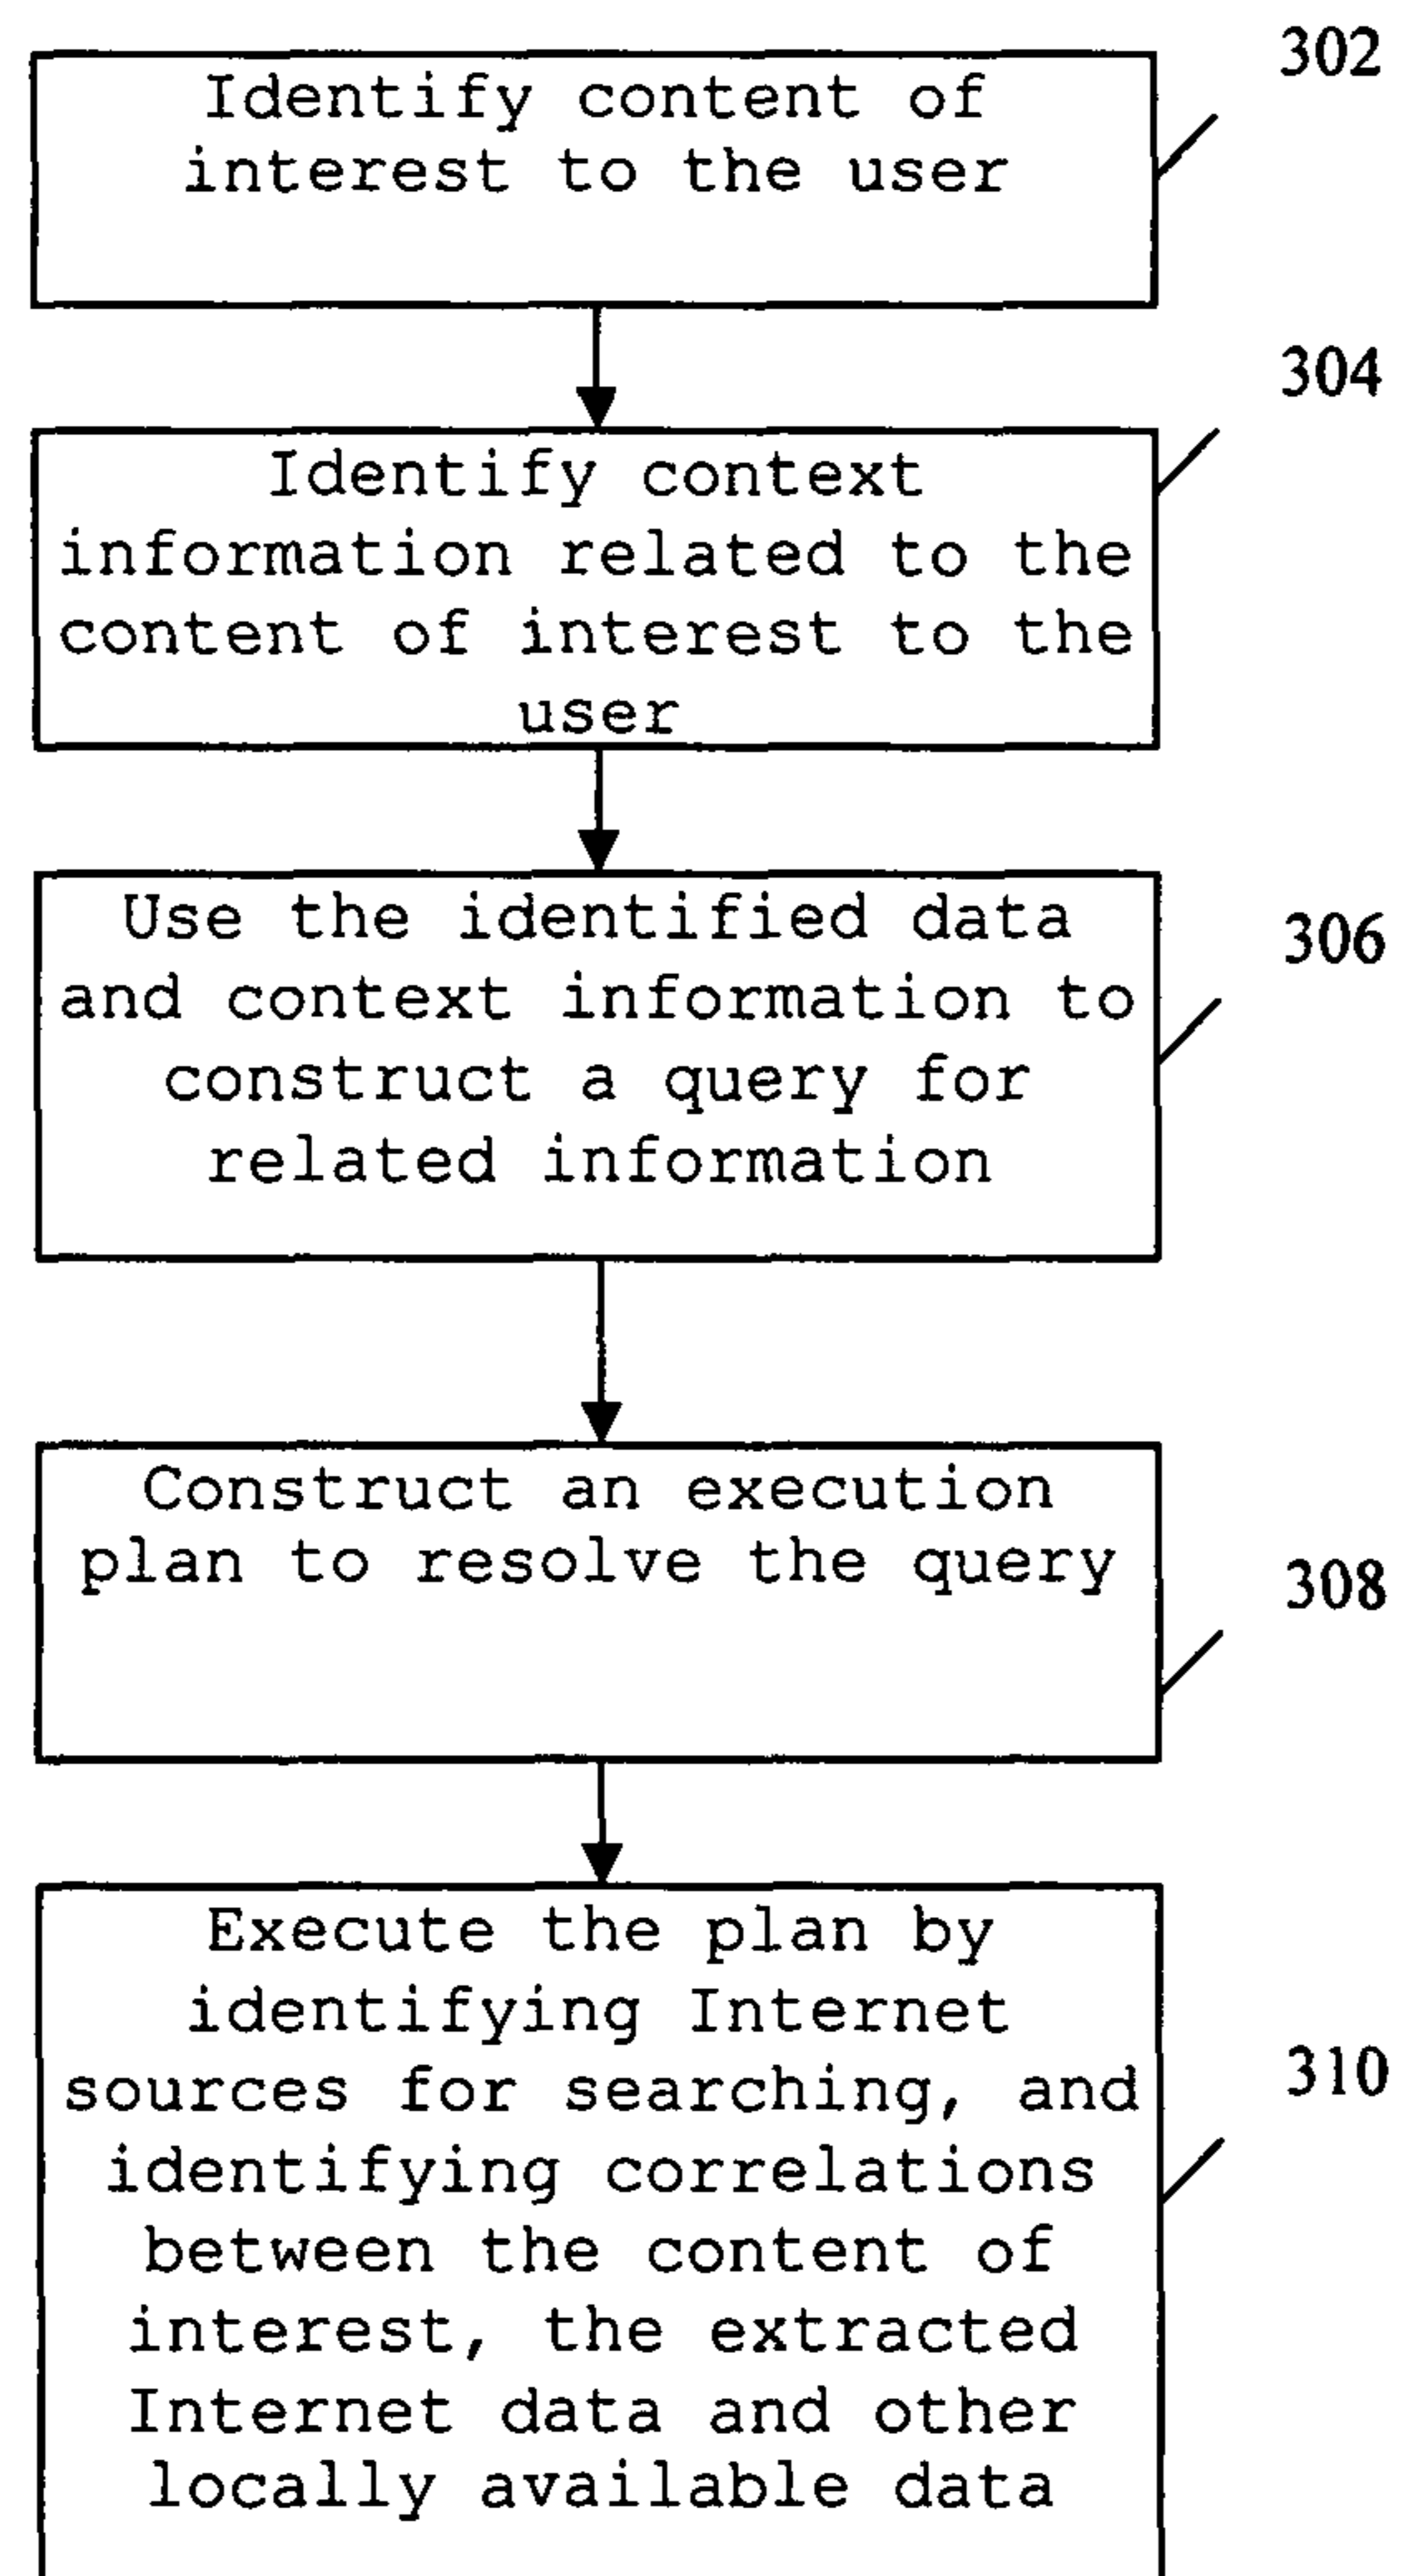 302
Identify content of
interest to the user
304
Identify context
information related to the
content of interest to the
user
Use the identified data
306
and context information to
construct a query for
related information
Construct an execution
plan to resolve the query
308
Execute the plan by
identifying Internet
sources for searching, and
310
identifying correlations
between the content of
interest, the extracted
Internet data and other
locally available data